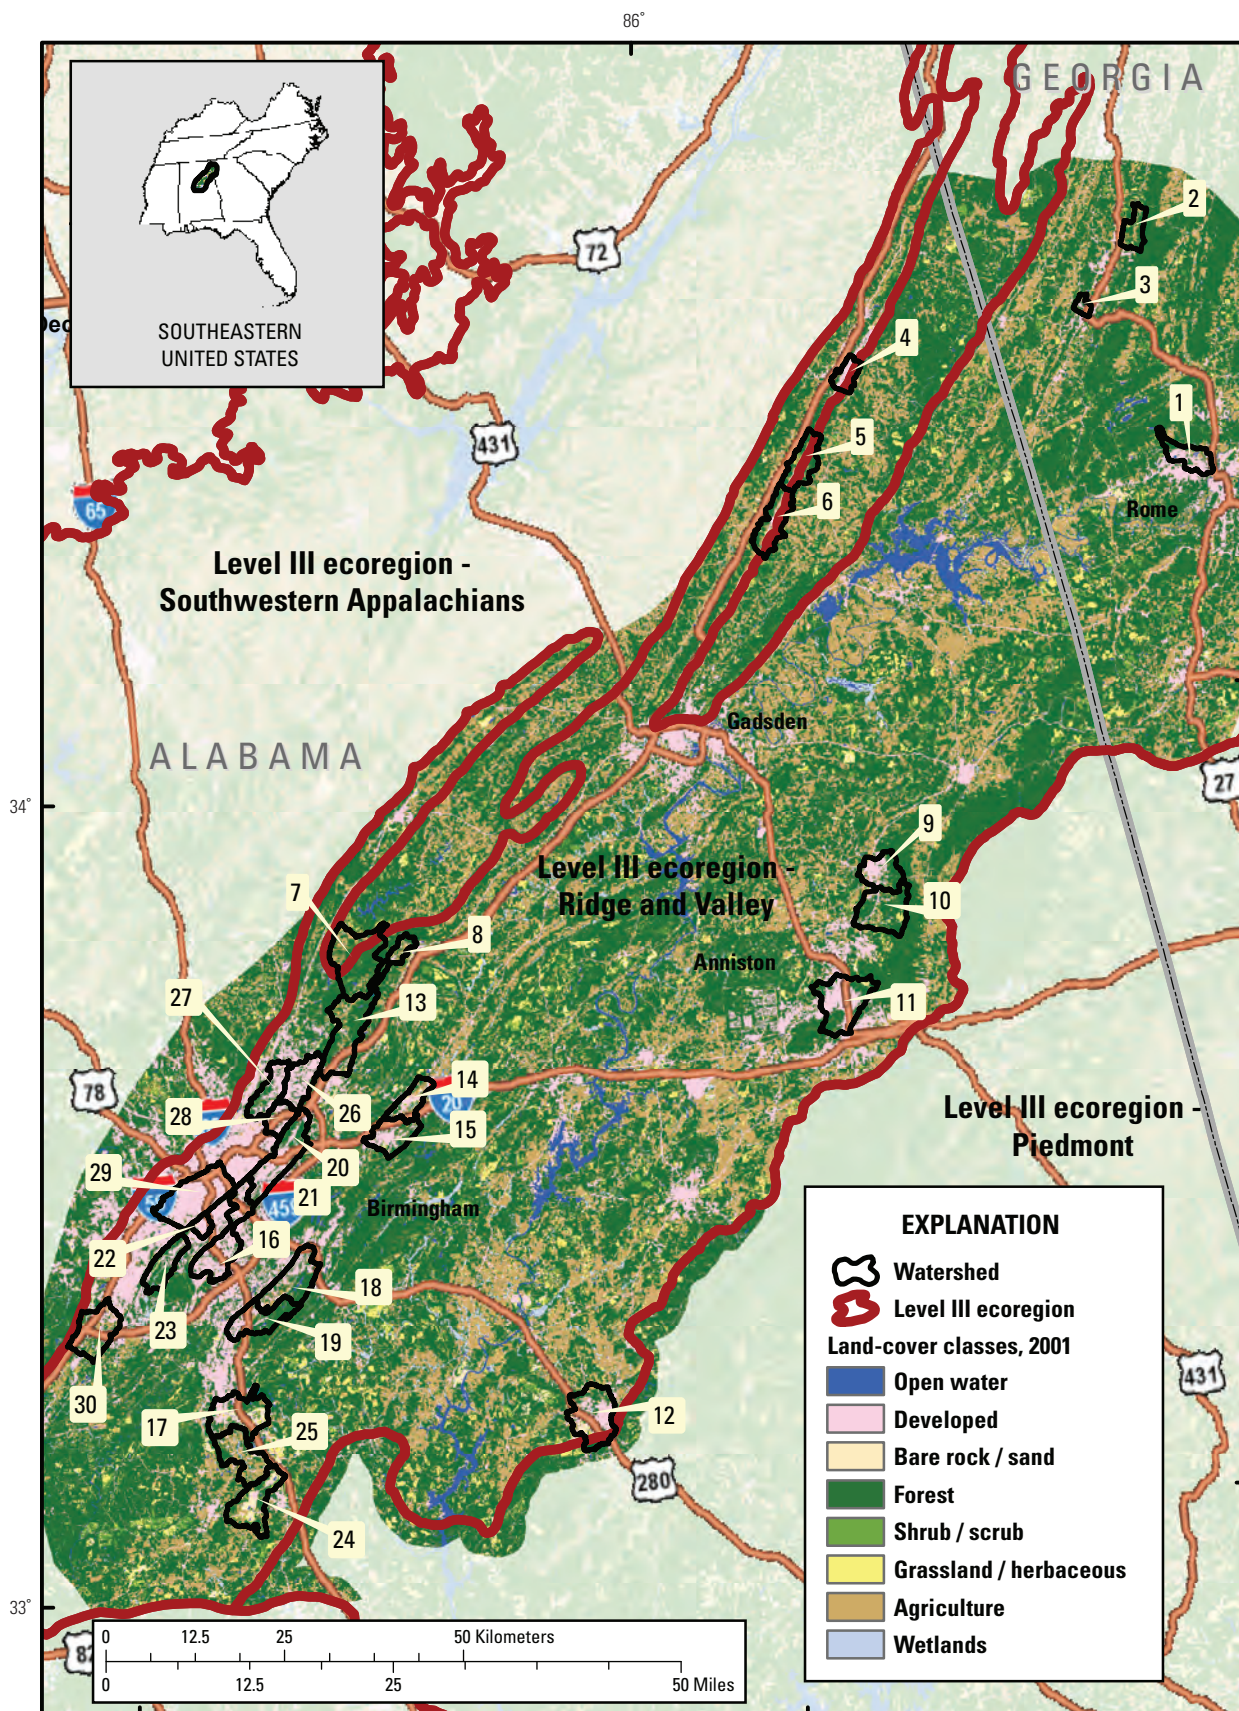 86°
GEORGIA
SOUTHEASTERN
UNITED STATES
72
2
3
4
431
1
5
65
6
Rome
Level III ecoregion -
Southwestern Appalachians
Gadsden
ALABAMA
27
34°
9
Level III ecoregion -
Ridge and Valley
7
10
8
Anniston
27
13
11
14
20
78
26
Level III ecoregion -
Piedmont
28
15
20
29
21
459
Birmingham
EXPLANATION
22
16
Watershed
18
Level III ecoregion
23
19
Land-cover classes, 2001
431
Open water
30
12
Developed
17
25
Bare rock / sand
280
Forest
24
Shrub / scrub
Grassland / herbaceous
33°
Agriculture
0 12.5 25 50 Kilometers
Wetlands
0 12.5 25 50 Miles